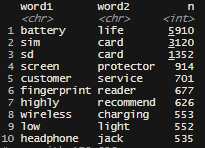 word1 word2 n
<chr> <chr> <int>
1 battery life 5910
2 sim card 3120
3 sd card 1352
4 screen protector 914
5 customer service 701
6 fingerprint reader 677
7 highly recommend 626
8 wireless charging 553
9 low light 552
10 headphone jack 535